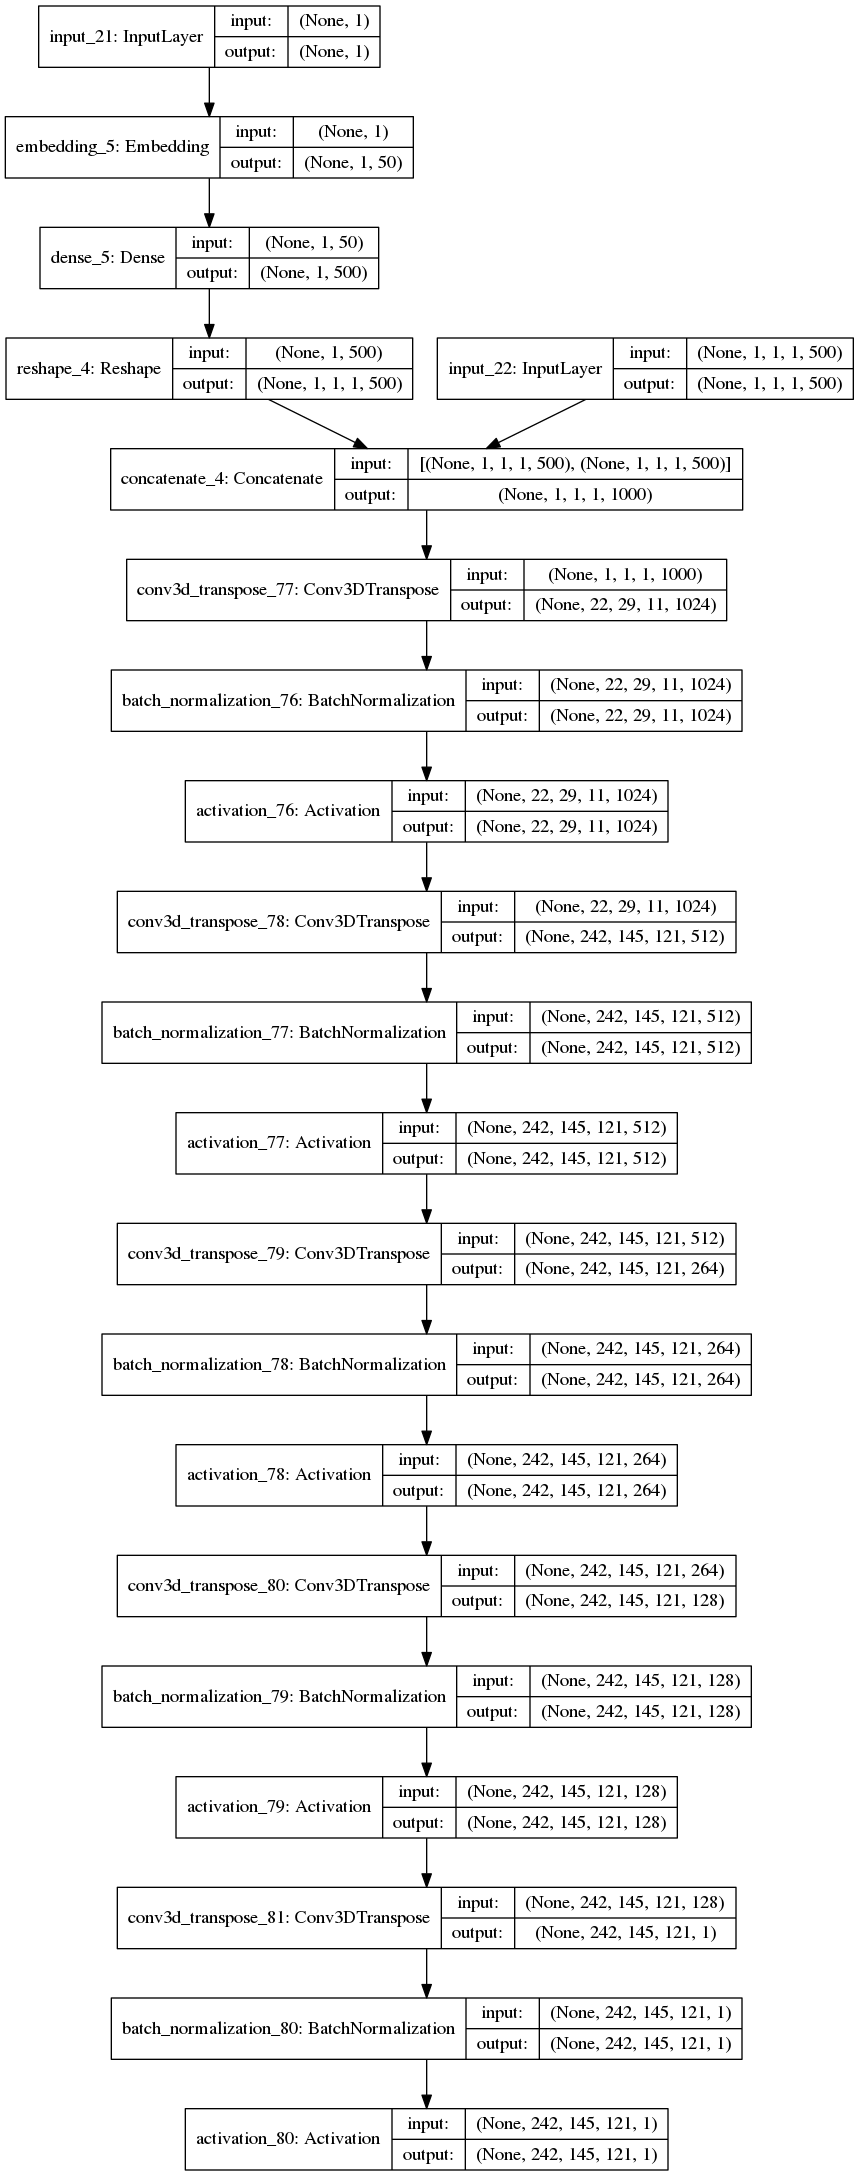 input_21: InputLayer
input: (None, 1)
output: (None, 1)
embedding_5: Embedding
input: (None, 1)
output: (None, 1, 50)
dense_5: Dense
input: (None, 1, 50)
output: (None, 1, 500)
reshape_4: Reshape
input: (None, 1, 500)
output: (None, 1, 1, 1, 500)
input_22: InputLayer
input: (None, 1, 1, 1, 500)
output: (None, 1, 1, 1, 500)
concatenate_4: Concatenate
input: [(None, 1, 1, 1, 500), (None, 1, 1, 1, 500)]
output: (None, 1, 1, 1, 1000)
conv3d_transpose_77: Conv3DTranspose
input: (None, 1, 1, 1, 1000)
output: (None, 22, 29, 11, 1024)
batch_normalization_76: BatchNormalization
input: (None, 22, 29, 11, 1024)
output: (None, 22, 29, 11, 1024)
activation_76: Activation
input: (None, 22, 29, 11, 1024)
output: (None, 22, 29, 11, 1024)
conv3d_transpose_78: Conv3DTranspose
input: (None, 22, 29, 11, 1024)
output: (None, 242, 145, 121, 512)
batch_normalization_77: BatchNormalization
input: (None, 242, 145, 121, 512)
output: (None, 242, 145, 121, 512)
activation_77: Activation
input: (None, 242, 145, 121, 512)
output: (None, 242, 145, 121, 512)
conv3d_transpose_79: Conv3DTranspose
input: (None, 242, 145, 121, 512)
output: (None, 242, 145, 121, 264)
batch_normalization_78: BatchNormalization
input: (None, 242, 145, 121, 264)
output: (None, 242, 145, 121, 264)
activation_78: Activation
input: (None, 242, 145, 121, 264)
output: (None, 242, 145, 121, 264)
conv3d_transpose_80: Conv3DTranspose
input: (None, 242, 145, 121, 264)
output: (None, 242, 145, 121, 128)
batch_normalization_79: BatchNormalization
input: (None, 242, 145, 121, 128)
output: (None, 242, 145, 121, 128)
activation_79: Activation
input: (None, 242, 145, 121, 128)
output: (None, 242, 145, 121, 128)
conv3d_transpose_81: Conv3DTranspose
input: (None, 242, 145, 121, 128)
output: (None, 242, 145, 121, 1)
batch_normalization_80: BatchNormalization
input: (None, 242, 145, 121, 1)
output: (None, 242, 145, 121, 1)
activation_80: Activation
input: (None, 242, 145, 121, 1)
output: (None, 242, 145, 121, 1)